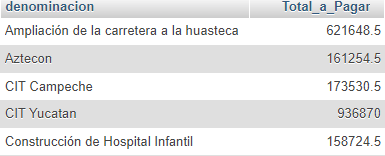 denominacion Total_a_Pagar
Ampliación de la carretera a la huasteca 621648.5
Aztecon 161254.5
CIT Campeche 173530.5
CIT Yucatan 936870
Construcción de Hospital Infantil 158724.5